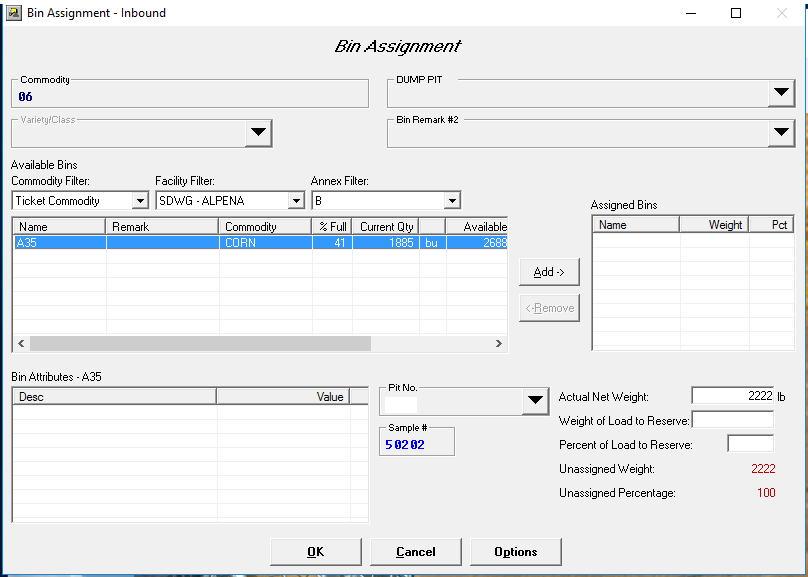 Bin Assignment - Inbound
Bin Assignment
Commodity
06
DUMP PIT
Variety/Class
Bin Remark #2
Available Bins
Commodity Filter: Facility Filter: Annex Filter:
Ticket Commodity SDWG - ALPENA B
Assigned Bins
Name Remark Commodity % Full Current Qty Available
A35 CORN 41 1885 bu 2688
Name Weight Pct
Add ->
<-Remove
Bin Attributes - A35
Desc Value
Pit No.
Sample #
50202
Actual Net Weight: 2222 lb
Weight of Load to Reserve:
Percent of Load to Reserve:
Unassigned Weight: 2222
Unassigned Percentage: 100
OK Cancel Options